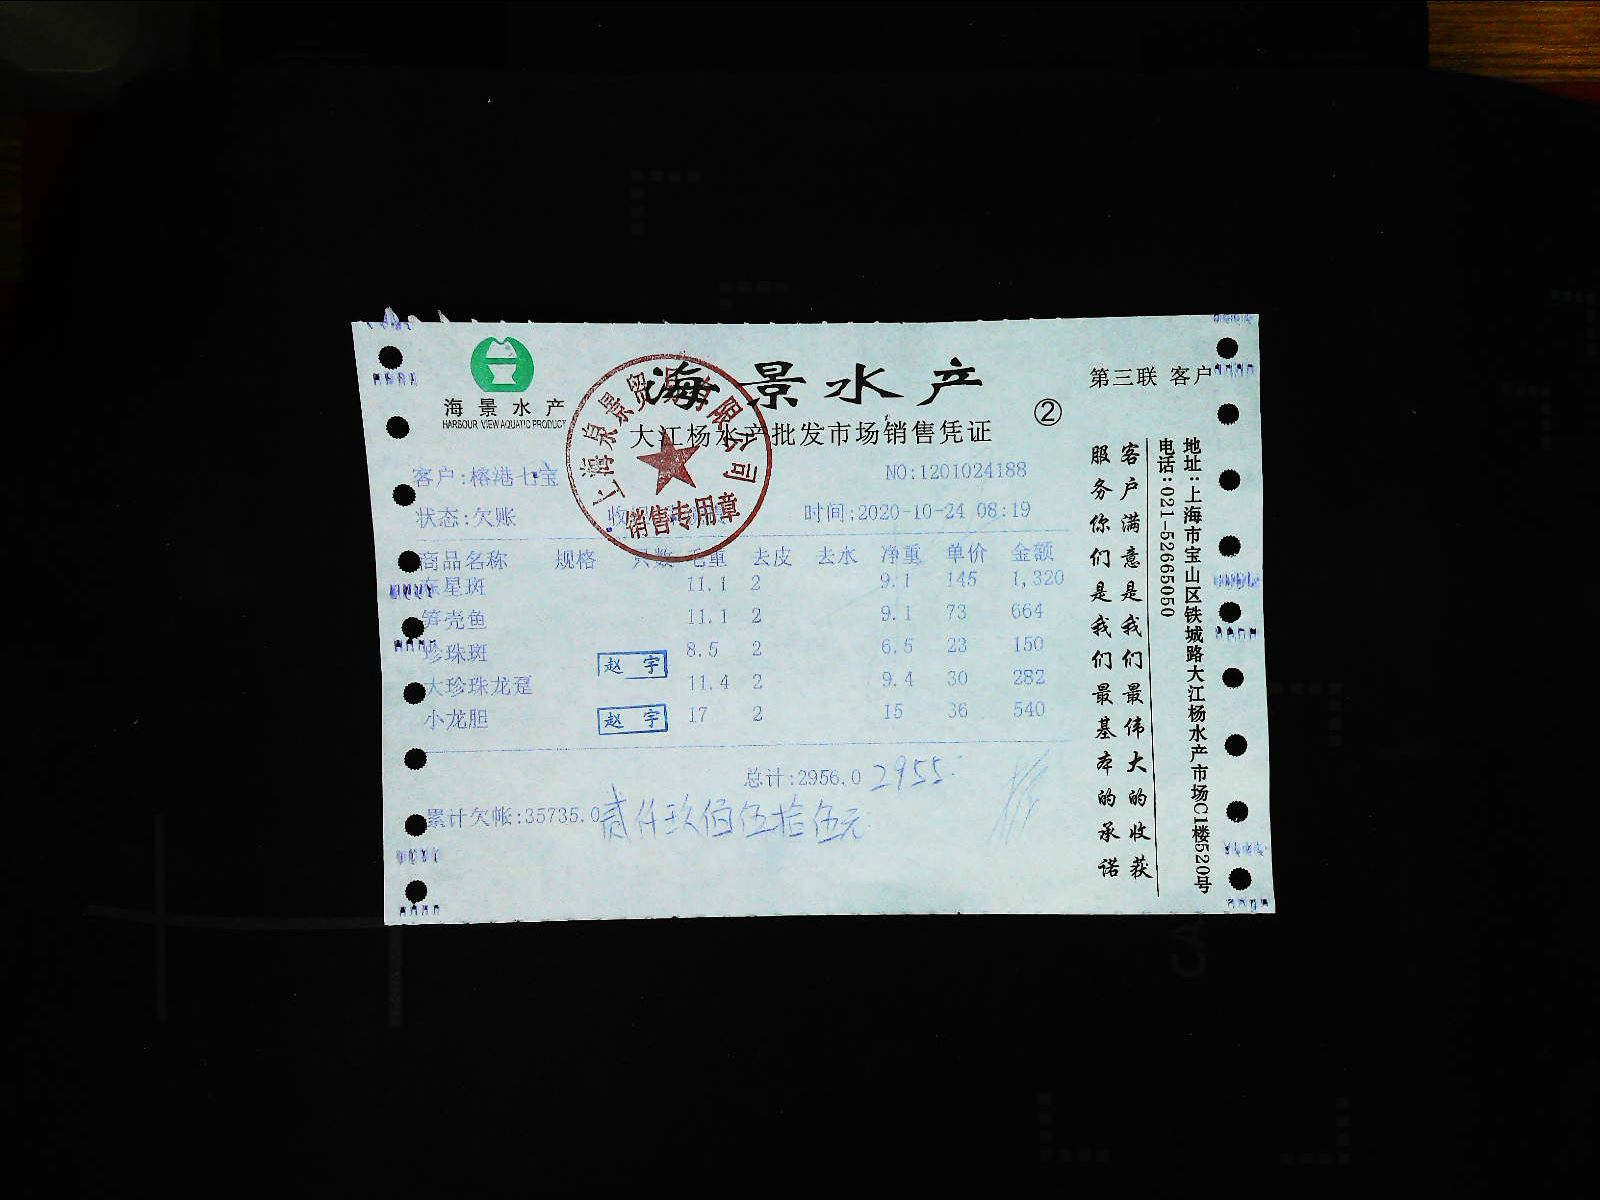 海景水产
HARBOUR VIEW AQUATIC PRODUCT
海景水产
大江杨水产批发市场销售凭证
②
第三联 客户
销售专用章
客户:榕港七宝
NO:1201024188
状态:欠账
时间:2020-10-24 08:19
商品名称 规格 只数 毛重 去皮 去水 净重 单价 金额
东星斑 11.1 2 9.1 145 1,320
笋壳鱼 11.1 2 9.1 73 664
珍珠斑 8.5 2 6.5 23 150
赵宇
大珍珠龙趸 11.4 2 9.4 30 282
小龙胆 17 2 15 36 540
赵宇
总计:2956.0 2955
累计欠帐:35735.0 贰仟玖佰伍拾伍元
客户满意是我们最伟大的收获
服务你们是我们最基本的承诺
地址:上海市宝山区铁城路大江杨水产市场C1楼520号
电话:021-52665050